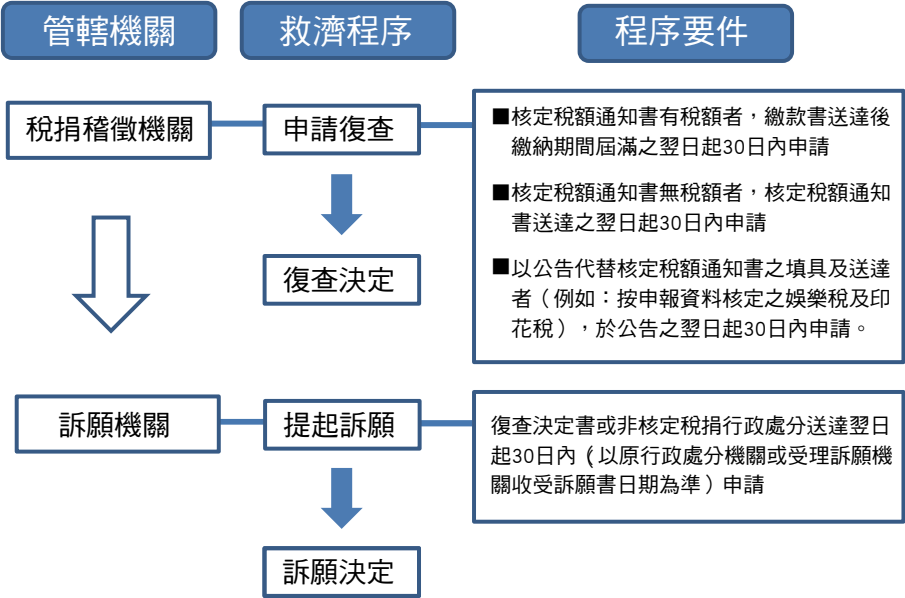 管轄機關
救濟程序
程序要件
稅捐稽徵機關
申請復查
■核定稅額通知書有稅額者，繳款書送達後
繳納期間屆滿之翌日起30日內申請
■核定稅額通知書無稅額者，核定稅額通知
書送達之翌日起30日內申請
■以公告代替核定稅額通知書之填具及送達
者（例如：按申報資料核定之娛樂稅及印
花稅），於公告之翌日起30日內申請。
復查決定
訴願機關
提起訴願
復查決定書或非核定稅捐行政處分送達翌日
起30日內（以原行政處分機關或受理訴願機
關收受訴願書日期為準）申請
訴願決定